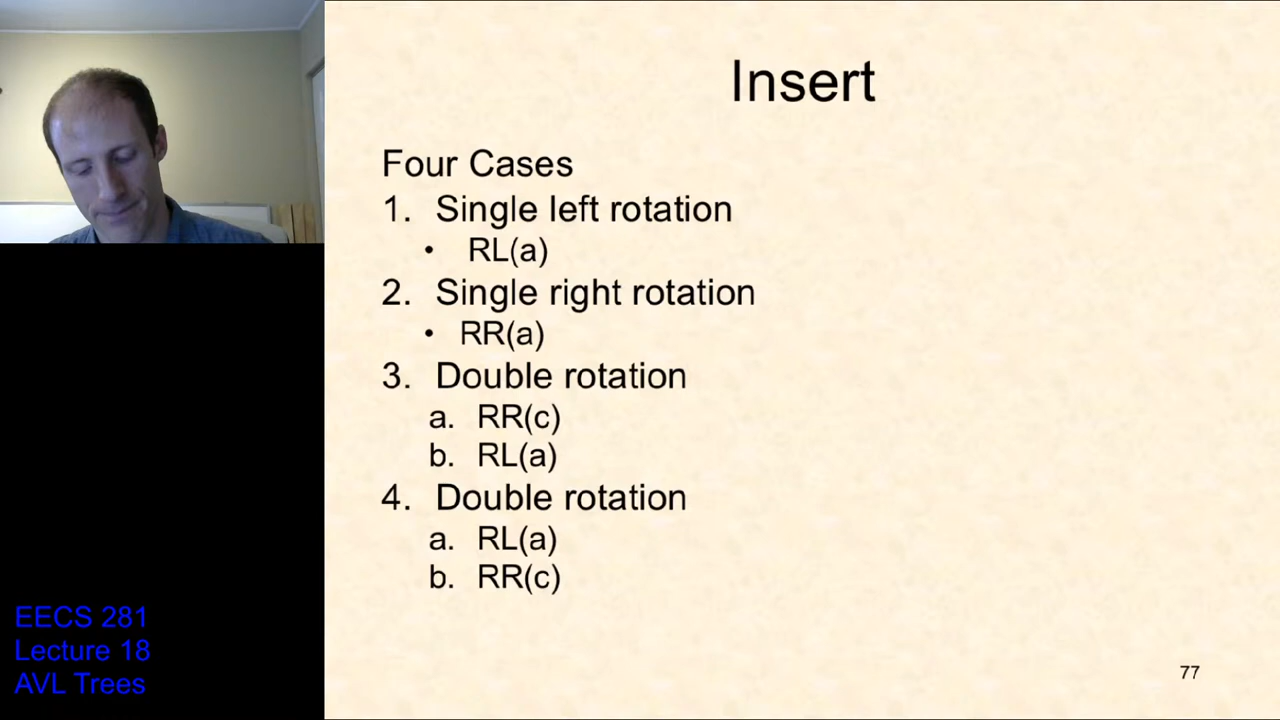 Insert
Four Cases
1. Single left rotation
• RL(a)
2. Single right rotation
• RR(a)
3. Double rotation
a. RR(c)
b. RL(a)
4. Double rotation
a. RL(a)
b. RR(c)
77
EECS 281
Lecture 18
AVL Trees